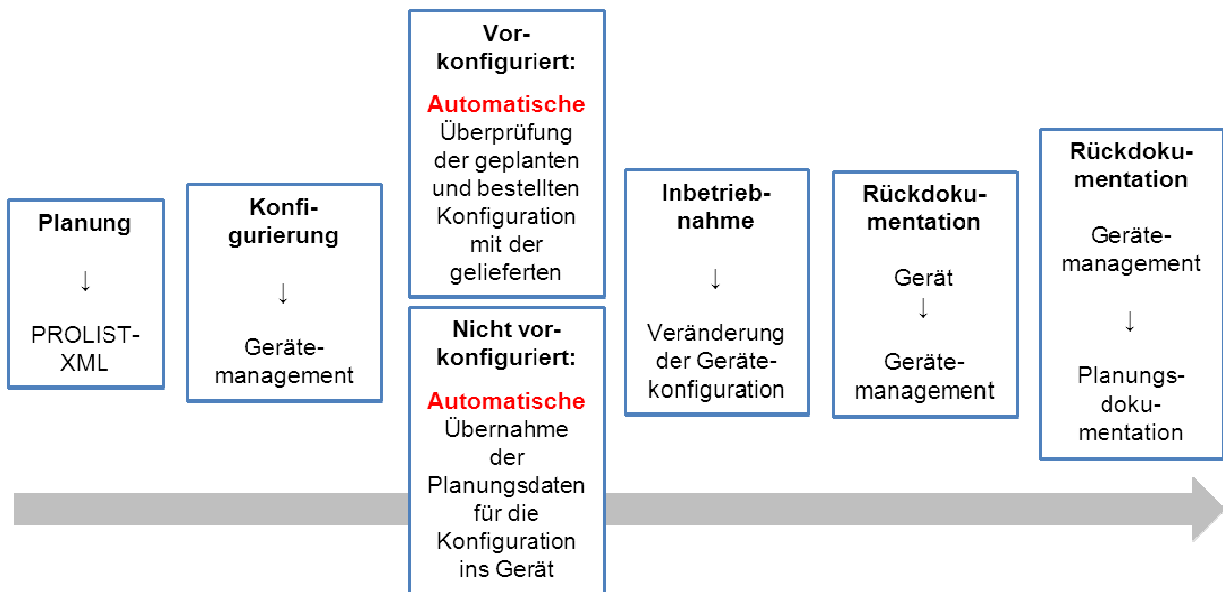 Planung
↓
PROLIST-
XML
Konfi-
gurierung
↓
Geräte-
management
Vor-
konfiguriert:
Automatische
Überprüfung
der geplanten
und bestellten
Konfiguration
mit der
gelieferten
Nicht vor-
konfiguriert:
Automatische
Übernahme
der
Planungsdaten
für die
Konfiguration
ins Gerät
Inbetrieb-
nahme
↓
Veränderung
der Geräte-
konfiguration
Rückdoku-
mentation
Gerät
↓
Geräte-
management
Rückdoku-
mentation
Geräte-
management
↓
Planungs-
doku-
mentation